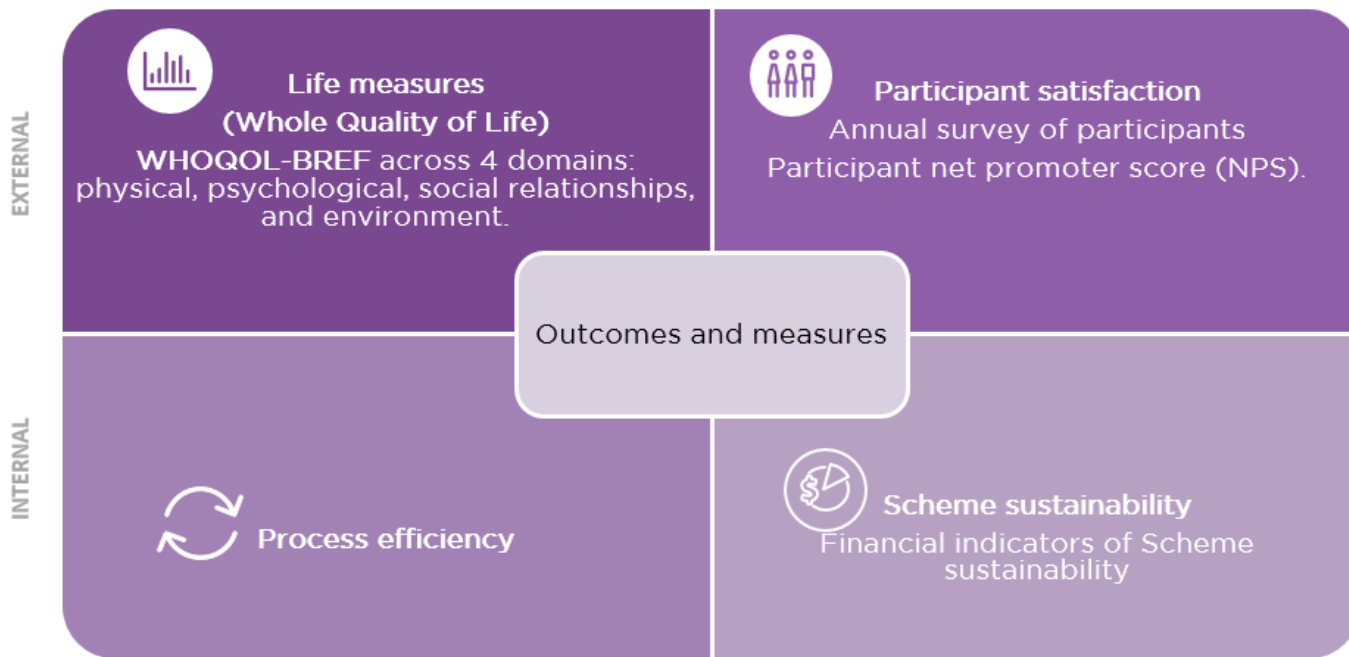 EXTERNAL
Life measures
(Whole Quality of Life)
WHOQOL-BREF across 4 domains:
physical, psychological, social relationships,
and environment.
Participant satisfaction
Annual survey of participants
Participant net promoter score (NPS).
Outcomes and measures
INTERNAL
Process efficiency
$
Scheme sustainability
Financial indicators of Scheme
sustainability